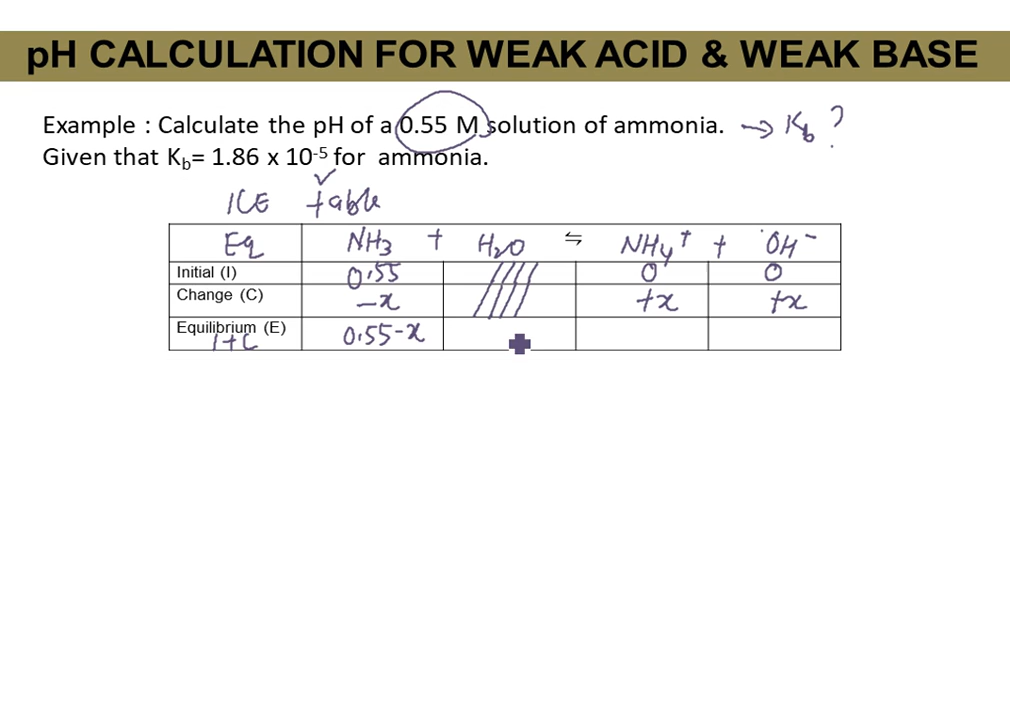 pH CALCULATION FOR WEAK ACID & WEAK BASE
Example : Calculate the pH of a 0.55 M solution of ammonia. → Kb ?
Given that Kb= 1.86 x 10-5 for ammonia.
ICE table
Eq NH3 + H2O ⇋ NH4+ + OH-
Initial (I) 0.55 0 0
Change (C) -x +x +x
Equilibrium (E) 0.55-x
I+C